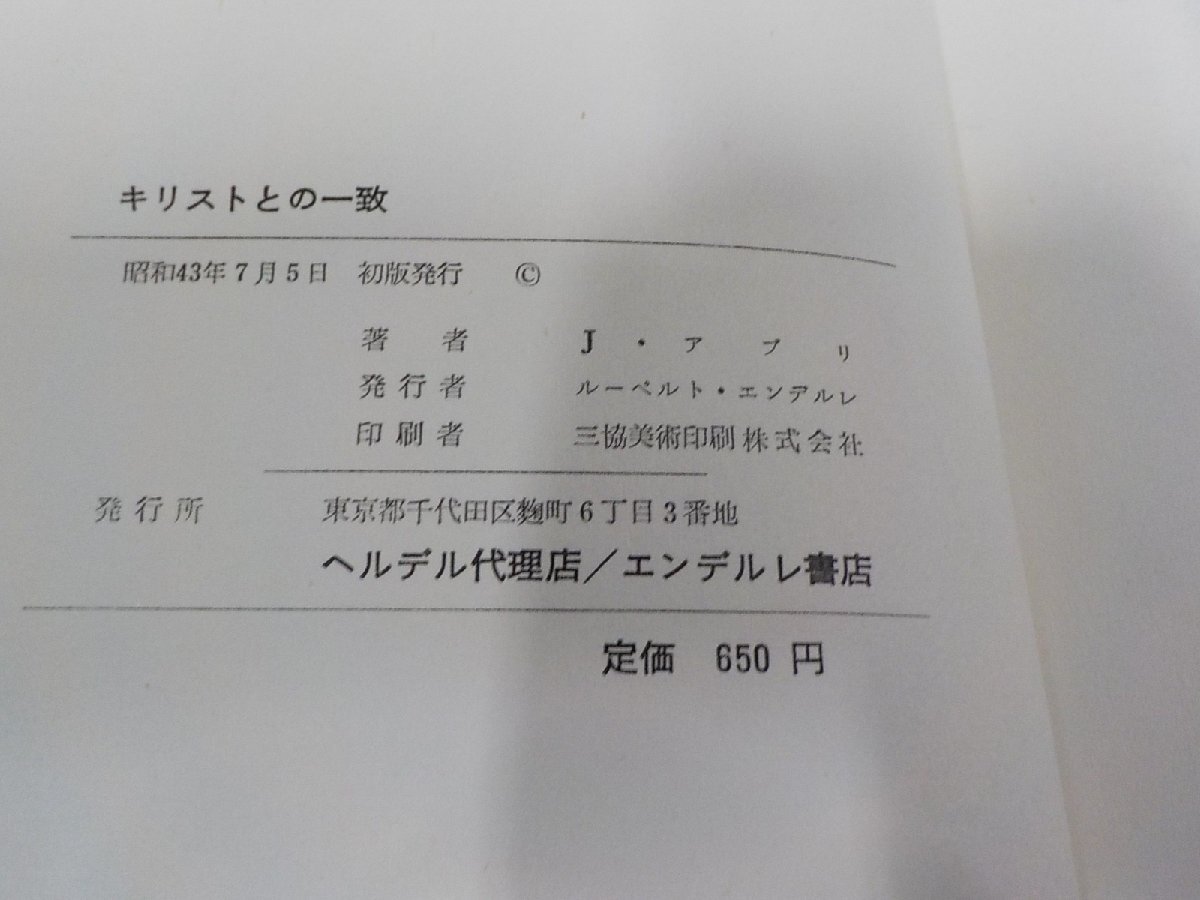 キリストとの一致
昭和43年7月5日 初版発行 ©
著者 J・アブリ
発行者 ルーベルト・エンデルレ
印刷者 三協美術印刷株式会社
発行所 東京都千代田区麴町6丁目3番地
ヘルデル代理店/エンデルレ書店
定価 650 円